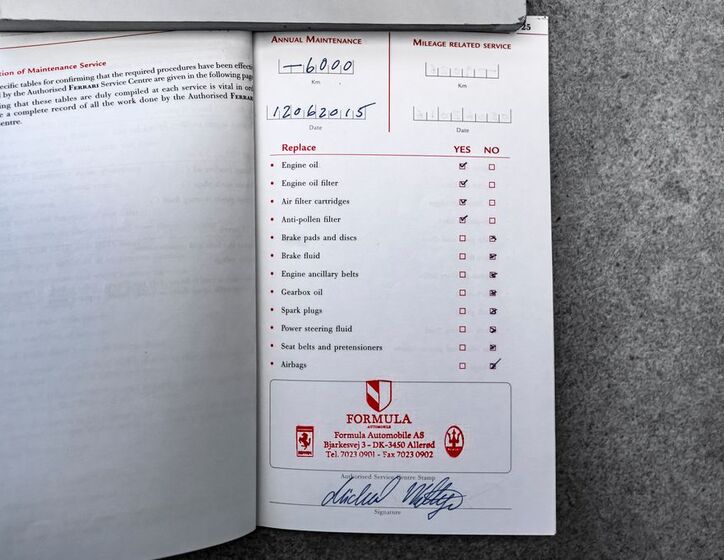 25
tion of Maintenance Service
ecific tables for confirming that the required procedures have been effect
l by the Authorised FERRARI Service Centre are given in the following pag
ing that these tables are duly compiled at each service is vital in or
e a complete record of all the work done by the Authorised FERRA
entre.
ANNUAL MAINTENANCE
-6000
Km
12062015
Date
MILEAGE RELATED SERVICE
Km
Date
Replace YES NO
Engine oil
Engine oil filter
Air filter cartridges
Anti-pollen filter
Brake pads and discs
Brake fluid
Engine ancillary belts
Gearbox oil
Spark plugs
Power steering fluid
Seat belts and pretensioners
Airbags
FORMULA
AUTOMOBILE
Formula Automobile AS
Bjarkesvej 3 - DK-3450 Allerød
Tel. 7023 0901 - Fax 7023 0902
Authorised Service Centre Stamp
Signature